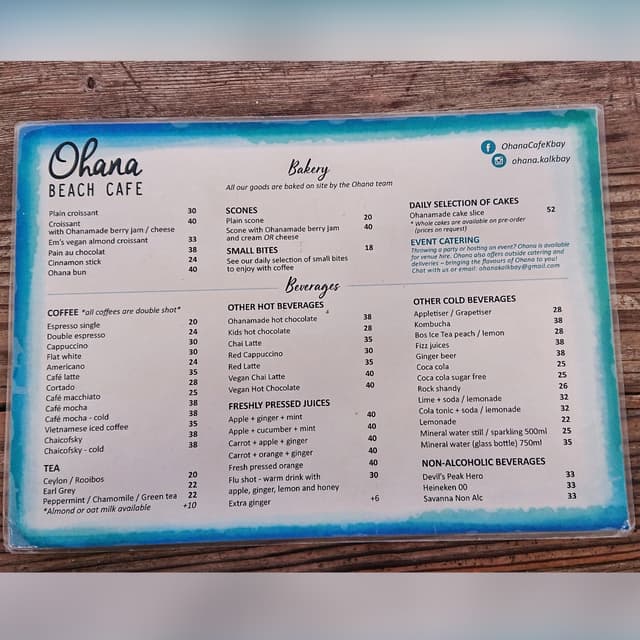 Ohana
BEACH CAFE
OhanaCafeKbay
ohana.kalkbay
Bakery
All our goods are baked on site by the Ohana team
Plain croissant 30
Croissant 40
with Ohanamade berry jam / cheese
Em's vegan almond croissant 33
Pain au chocolat 38
Cinnamon stick 24
Ohana bun 40
SCONES
Plain scone 20
Scone with Ohanamade berry jam 40
and cream OR cheese
SMALL BITES 18
See our daily selection of small bites
to enjoy with coffee
DAILY SELECTION OF CAKES
Ohanamade cake slice 52
* Whole cakes are available on pre-order
(prices on request)
EVENT CATERING
Throwing a party or hosting an event? Ohana is available
for venue hire. Ohana also offers outside catering and
deliveries – bringing the flavours of Ohana to you!
Chat with us or email: ohanakalkbay@gmail.com
Beverages
COFFEE *all coffees are double shot*
Espresso single 20
Double espresso 24
Cappuccino 30
Flat white 30
Americano 24
Café latte 35
Cortado 28
Café macchiato 25
Café mocha 38
Café mocha - cold 38
Vietnamese iced coffee 35
Chaicofsky 38
Chaicofsky - cold 38
TEA
Ceylon / Rooibos 20
Earl Grey 22
Peppermint / Chamomile / Green tea 22
*Almond or oat milk available +10
OTHER HOT BEVERAGES
Ohanamade hot chocolate 38
Kids hot chocolate 28
Chai Latte 35
Red Cappuccino 30
Red Latte 35
Vegan Chai Latte 40
Vegan Hot Chocolate 40
FRESHLY PRESSED JUICES
Apple + ginger + mint 40
Apple + cucumber + mint 40
Carrot + apple + ginger 40
Carrot + orange + ginger 40
Fresh pressed orange 40
Flu shot - warm drink with 30
apple, ginger, lemon and honey
Extra ginger +6
OTHER COLD BEVERAGES
Appletiser / Grapetiser 28
Kombucha 38
Bos Ice Tea peach / lemon 28
Fizz juices 38
Ginger beer 38
Coca cola 25
Coca cola sugar free 25
Rock shandy 26
Lime + soda / lemonade 32
Cola tonic + soda / lemonade 32
Lemonade 22
Mineral water still / sparkling 500ml 25
Mineral water (glass bottle) 750ml 35
NON-ALCOHOLIC BEVERAGES
Devil's Peak Hero 33
Heineken 00 33
Savanna Non Alc 33